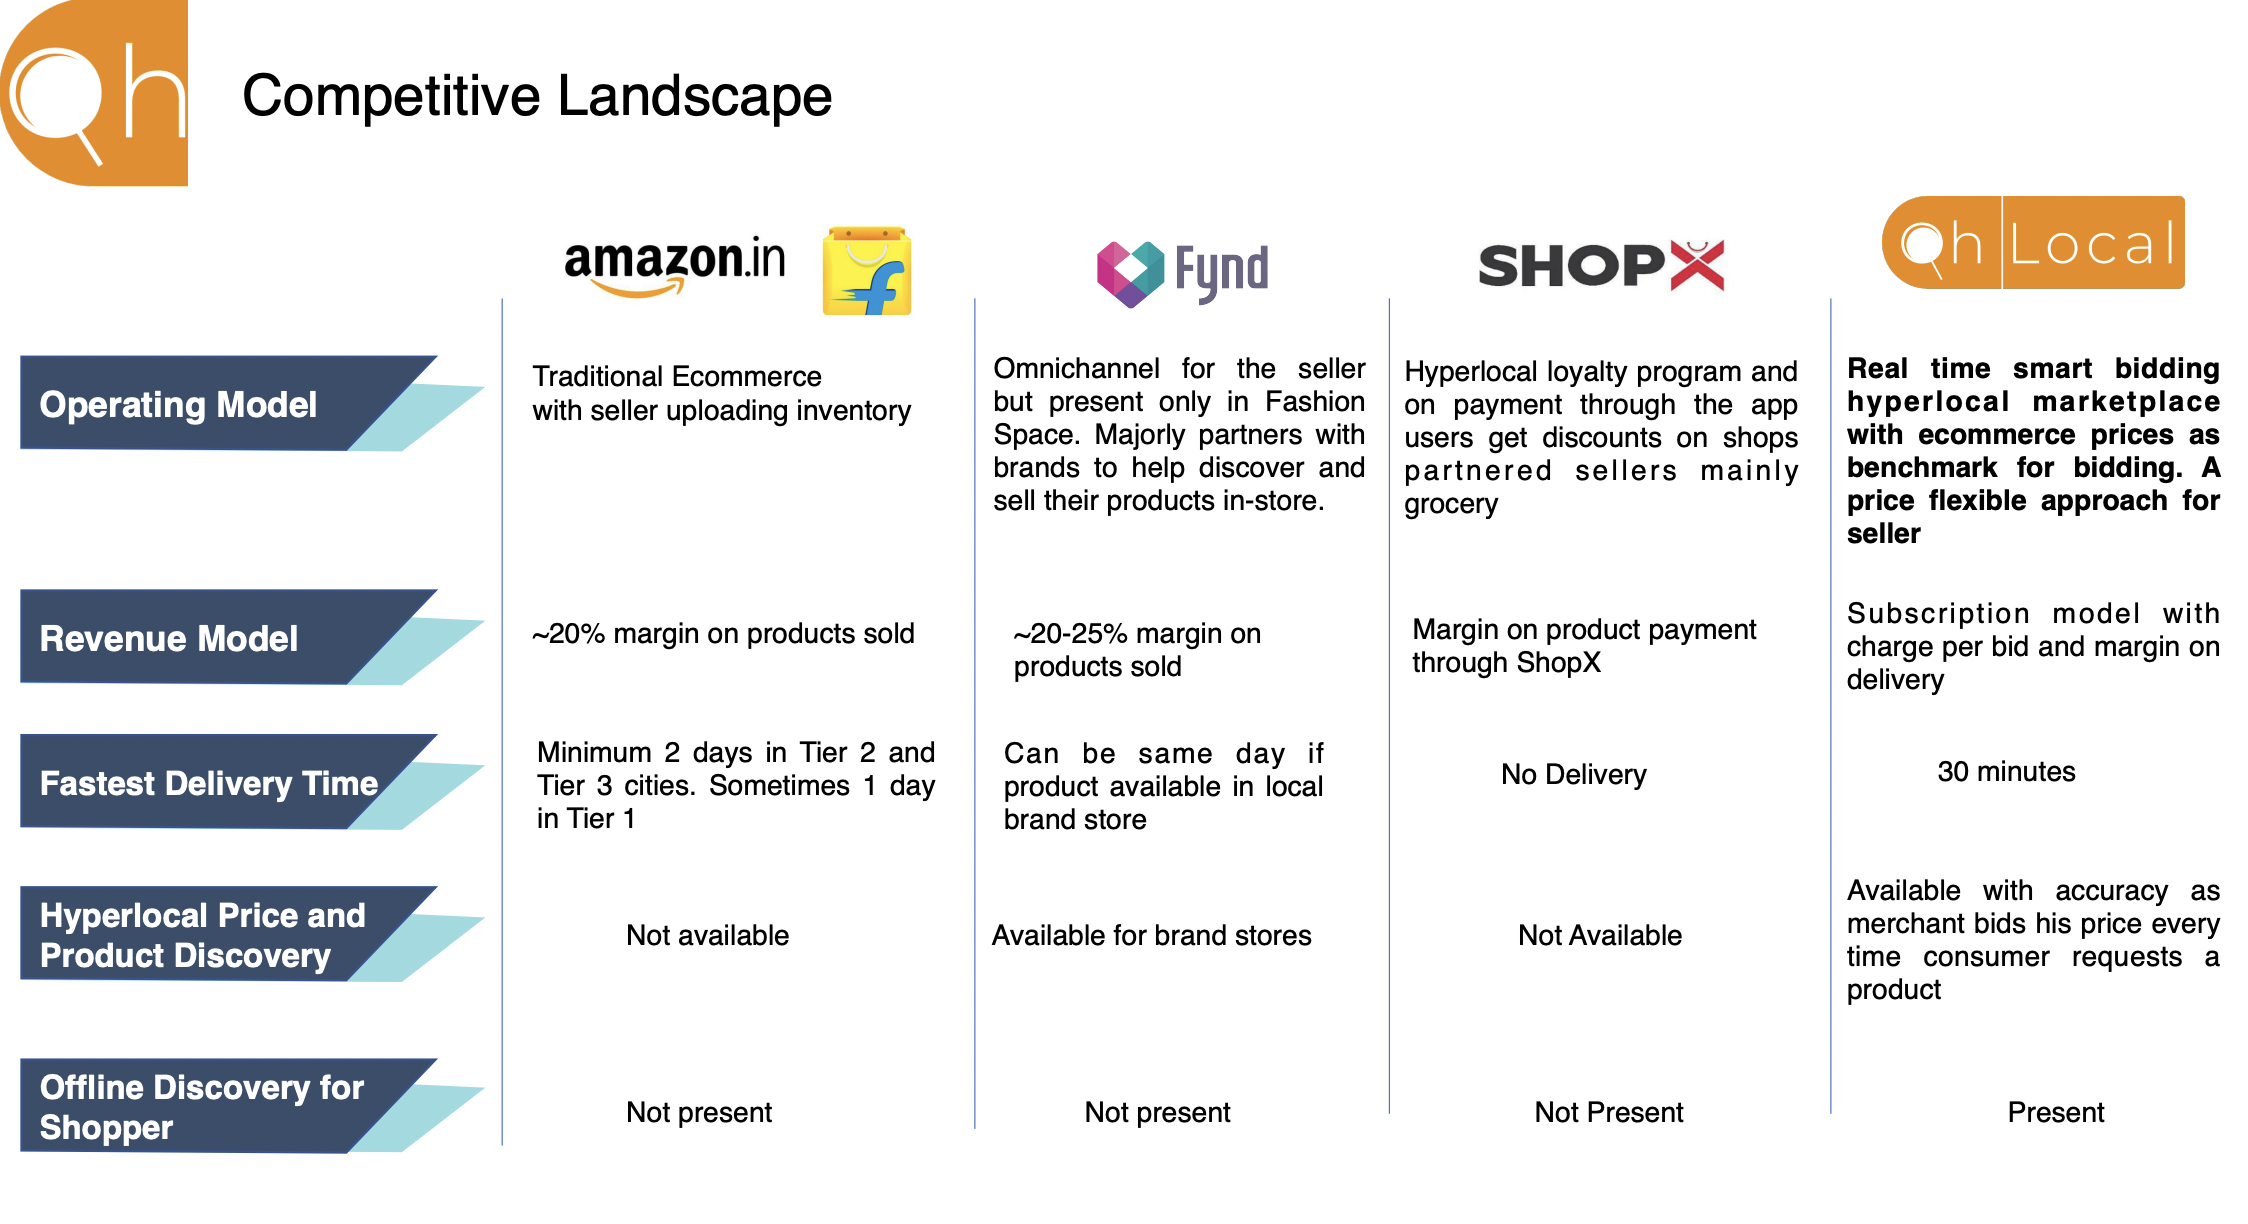 Qh
Competitive Landscape
amazon.in
f
Fynd
SHOPX
Qh Local
Operating Model
Traditional Ecommerce
with seller uploading inventory
Omnichannel for the seller
but present only in Fashion
Space. Majorly partners with
brands to help discover and
sell their products in-store.
Hyperlocal loyalty program and
on payment through the app
users get discounts on shops
partnered sellers mainly
grocery
Real time smart bidding
hyperlocal marketplace
with ecommerce prices as
benchmark for bidding. A
price flexible approach for
seller
Revenue Model
~20% margin on products sold
~20-25% margin on
products sold
Margin on product payment
through ShopX
Subscription model with
charge per bid and margin on
delivery
Fastest Delivery Time
Minimum 2 days in Tier 2 and
Tier 3 cities. Sometimes 1 day
in Tier 1
Can be same day if
product available in local
brand store
No Delivery
30 minutes
Hyperlocal Price and
Product Discovery
Not available
Available for brand stores
Not Available
Available with accuracy as
merchant bids his price every
time consumer requests a
product
Offline Discovery for
Shopper
Not present
Not present
Not Present
Present